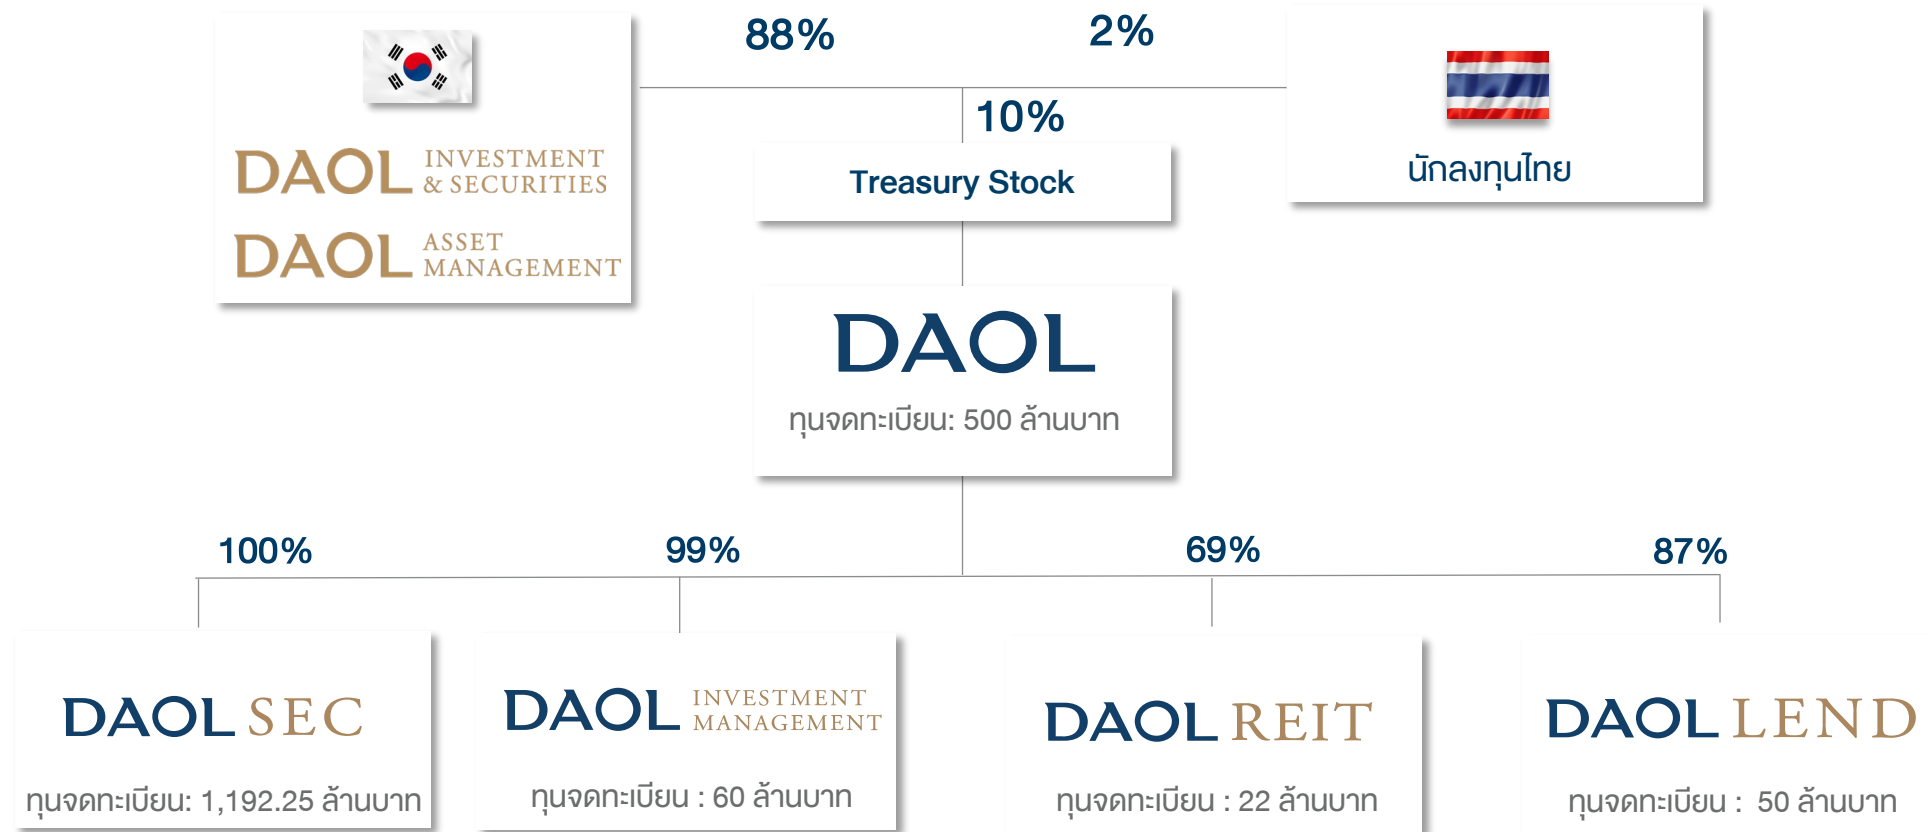 88%
2%
10%
DAOL INVESTMENT
& SECURITIES
DAOL ASSET
MANAGEMENT
Treasury Stock
นักลงทุนไทย
DAOL
ทุนจดทะเบียน: 500 ล้านบาท
100%
99%
69%
87%
DAOL SEC
ทุนจดทะเบียน: 1,192.25 ล้านบาท
DAOL INVESTMENT
MANAGEMENT
ทุนจดทะเบียน : 60 ล้านบาท
DAOL REIT
ทุนจดทะเบียน : 22 ล้านบาท
DAOL LEND
ทุนจดทะเบียน : 50 ล้านบาท